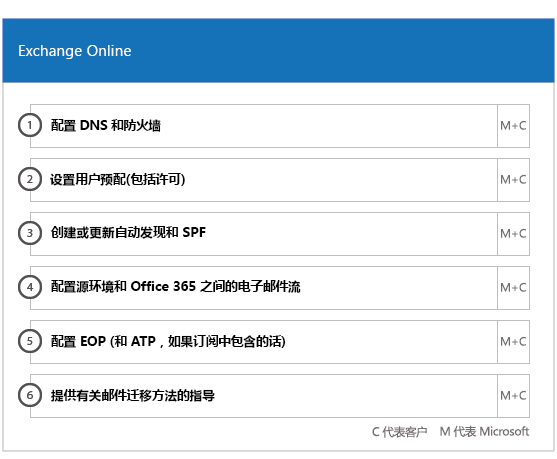 Exchange Online
1 配置 DNS 和防火墙 M+C
2 设置用户预配(包括许可) M+C
3 创建或更新自动发现和 SPF M+C
4 配置源环境和 Office 365 之间的电子邮件流 M+C
5 配置 EOP (和 ATP，如果订阅中包含的话) M+C
6 提供有关邮件迁移方法的指导 M+C
C 代表客户 M 代表 Microsoft